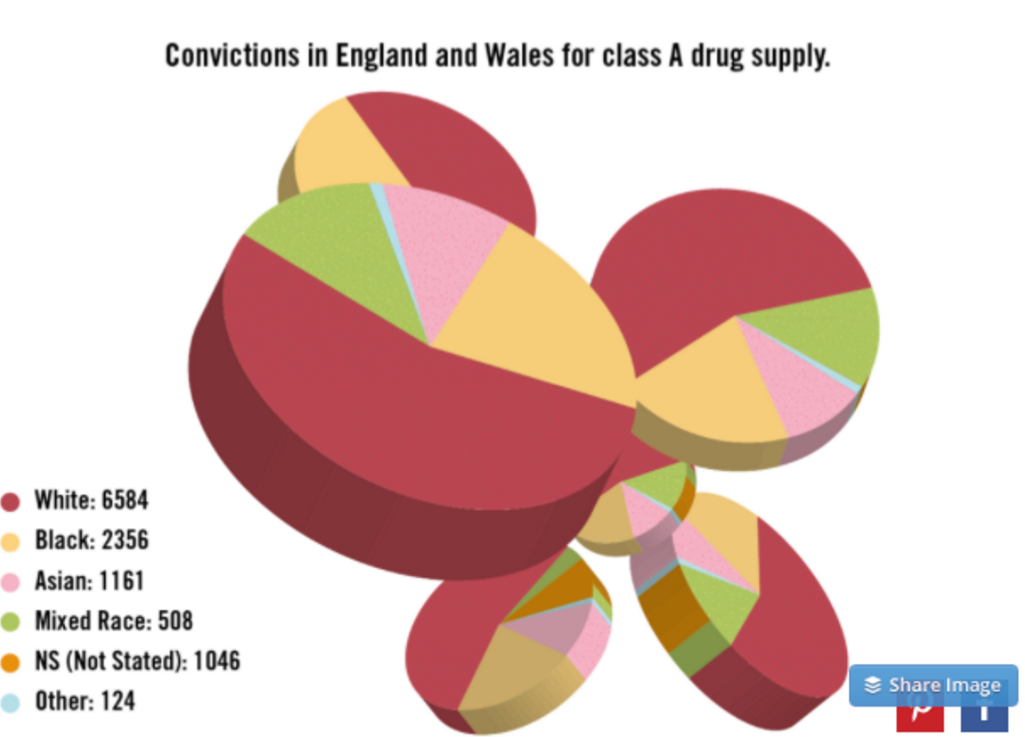 Convictions in England and Wales for class A drug supply.
White: 6584
Black: 2356
Asian: 1161
Mixed Race: 508
NS (Not Stated): 1046
Other: 124
Share Image